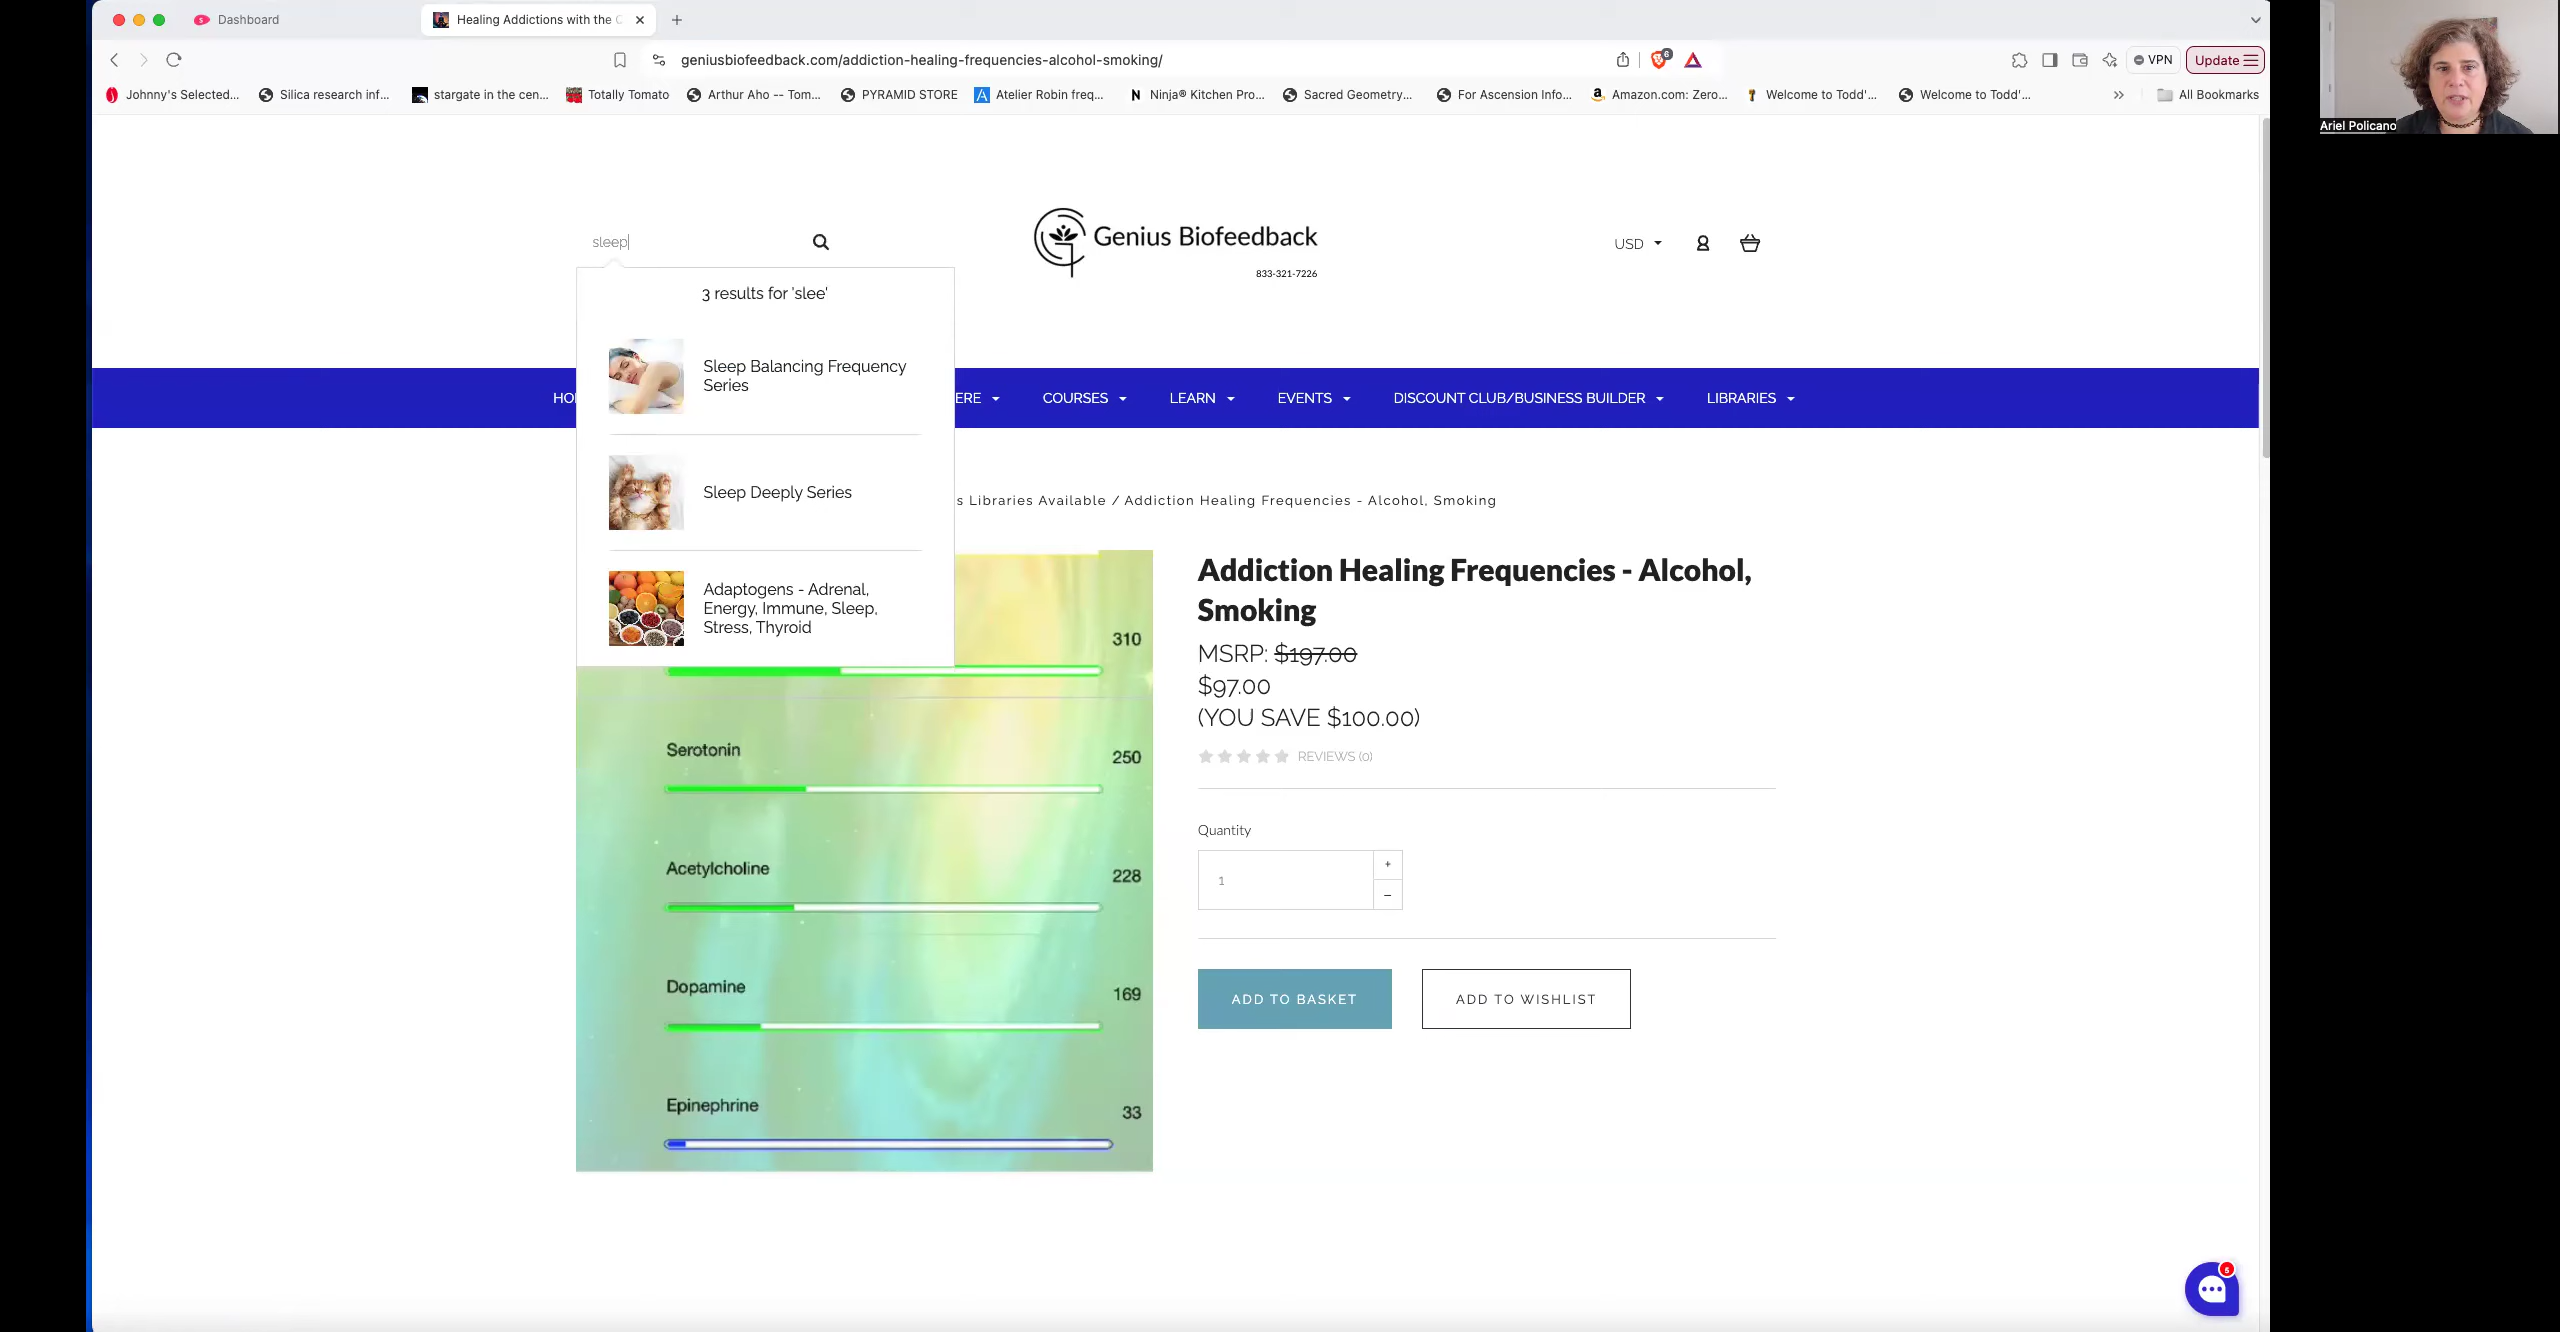 Dashboard
Healing Addictions with the C
geniusbiofeedback.com/addiction-healing-frequencies-alcohol-smoking/
6
VPN
Update
Johnny's Selected...
Silica research inf...
stargate in the cen...
Totally Tomato
Arthur Aho -- Tom...
PYRAMID STORE
Atelier Robin freq...
Ninja® Kitchen Pro...
Sacred Geometry...
For Ascension Info...
Amazon.com: Zero...
Welcome to Todd'...
Welcome to Todd'...
All Bookmarks
Ariel Policano
sleep
Genius Biofeedback
833-321-7226
USD
3 results for 'slee'
Sleep Balancing Frequency
Series
Sleep Deeply Series
Adaptogens - Adrenal,
Energy, Immune, Sleep,
Stress, Thyroid
HO
ERE
COURSES
LEARN
EVENTS
DISCOUNT CLUB/BUSINESS BUILDER
LIBRARIES
s Libraries Available / Addiction Healing Frequencies - Alcohol, Smoking
310
Serotonin
250
Acetylcholine
228
Dopamine
169
Epinephrine
33
Addiction Healing Frequencies - Alcohol,
Smoking
MSRP: $197.00
$97.00
(YOU SAVE $100.00)
REVIEWS (0)
Quantity
1
+
−
ADD TO BASKET
ADD TO WISHLIST
5